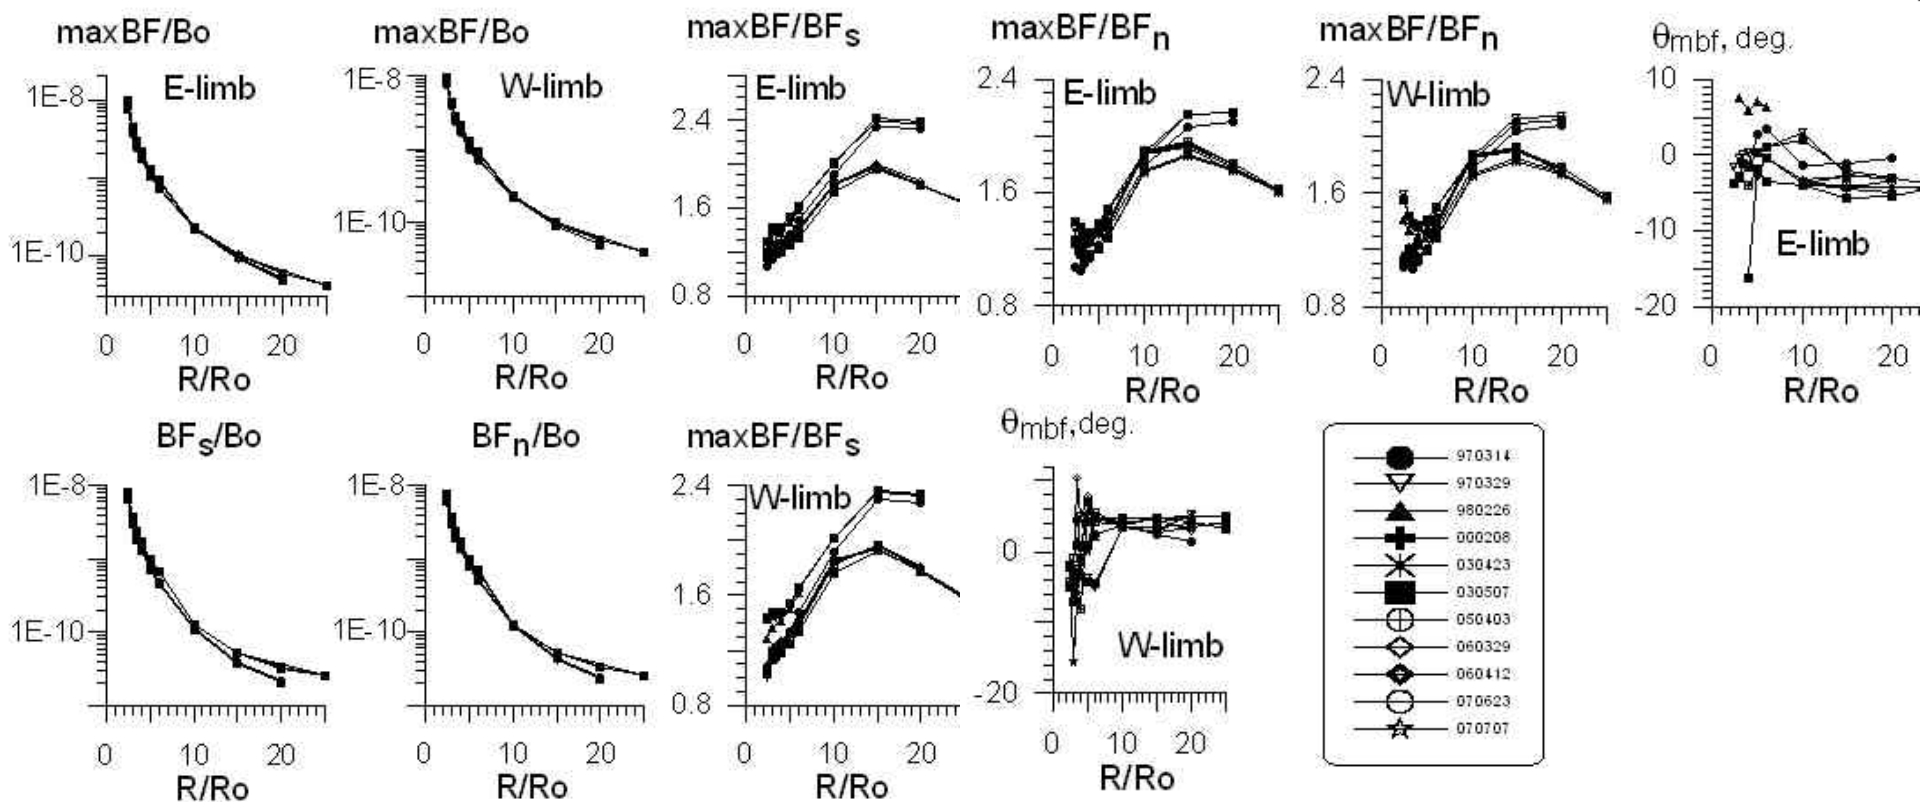 maxBF/Bo
E-limb
1E-8
1E-10
0 10 20
R/Ro
maxBF/Bo
W-limb
1E-8
1E-10
0 10 20
R/Ro
maxBF/BFs
E-limb
2.4
1.6
0.8
0 10 20
R/Ro
maxBF/BFn
E-limb
2.4
1.6
0.8
0 10 20
R/Ro
maxBF/BFn
W-limb
2.4
1.6
0.8
0 10 20
R/Ro
θmbf, deg.
10
0
-10
-20
E-limb
0 10 20
R/Ro
BFs/Bo
1E-8
1E-10
0 10 20
R/Ro
BFn/Bo
1E-8
1E-10
0 10 20
R/Ro
maxBF/BFs
W-limb
2.4
1.6
0.8
0 10 20
R/Ro
θmbf,deg.
0
-20
W-limb
0 10 20
R/Ro
970314
970329
980226
000208
030423
030507
050403
060329
060412
070623
070707